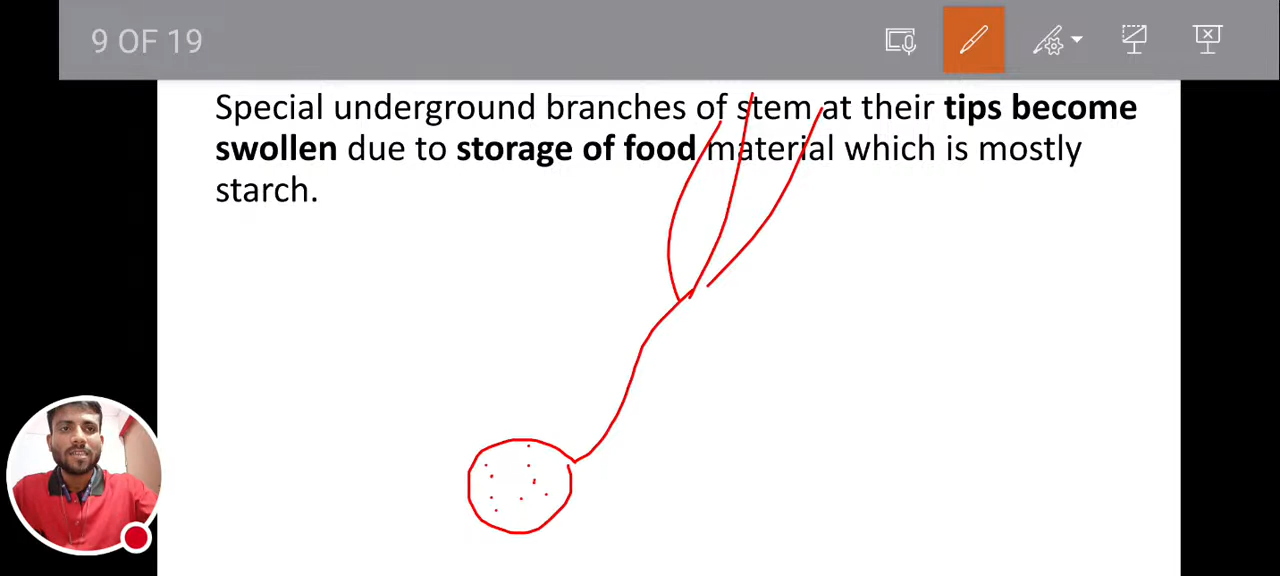 9 OF 19
Special underground branches of stem at their tips become
swollen due to storage of food material which is mostly
starch.